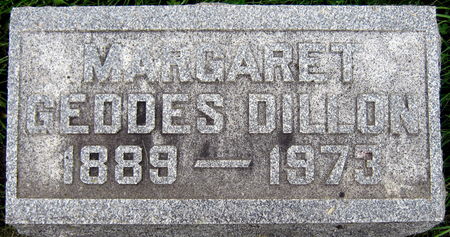 MARGARET
GEDDES DILLON
1889 — 1973